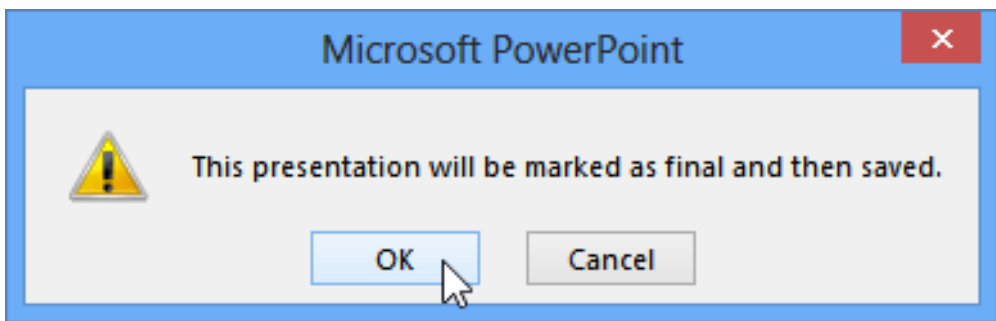 Microsoft PowerPoint
This presentation will be marked as final and then saved.
OK
Cancel